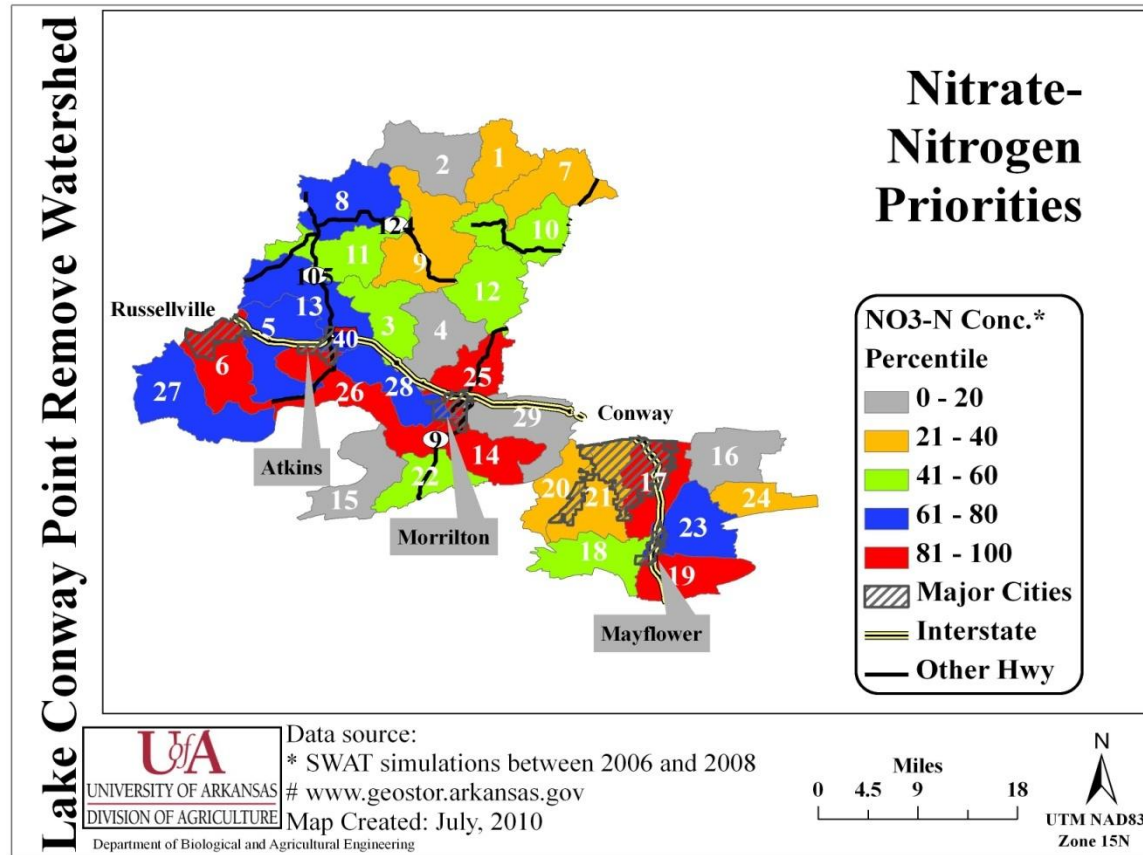 Lake Conway Point Remove Watershed
Nitrate-
Nitrogen
Priorities
2
1
7
8
124
10
11
9
105
12
13
Russellville
3
4
5
40
6
25
27
28
26
29
Conway
9
14
16
Atkins
22
17
20
15
21
24
23
Morrilton
18
19
Mayflower
NO3-N Conc.*
Percentile
0 - 20
21 - 40
41 - 60
61 - 80
81 - 100
Major Cities
Interstate
Other Hwy
UofA
UNIVERSITY OF ARKANSAS
DIVISION OF AGRICULTURE
Department of Biological and Agricultural Engineering
Data source:
* SWAT simulations between 2006 and 2008
# www.geostor.arkansas.gov
Map Created: July, 2010
Miles
0 4.5 9 18
N
UTM NAD83
Zone 15N